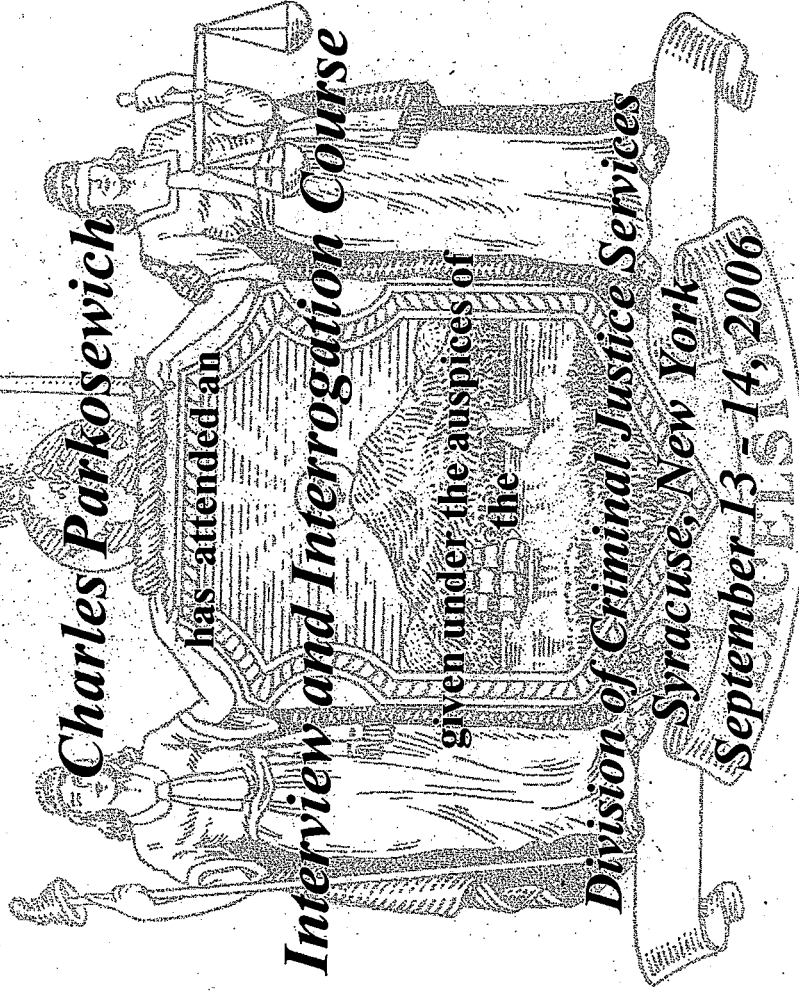 Charles Parkosewich
has attended an
Interview and Interrogation Course
given under the auspices of
the
Division of Criminal Justice Services
Syracuse, New York
September 13 - 14, 2006
EXCELSIOR